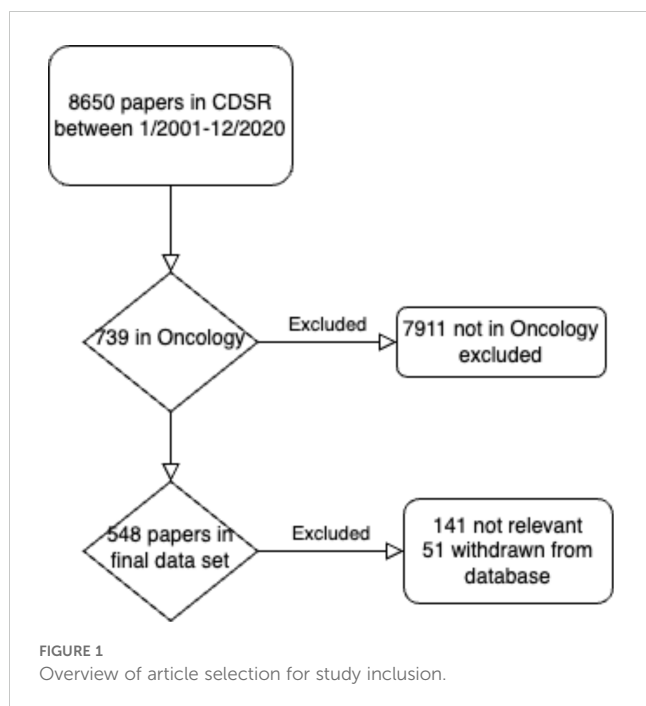 8650 papers in CDSR
between 1/2001-12/2020
739 in Oncology
Excluded
7911 not in Oncology
excluded
548 papers in
final data set
Excluded
141 not relevant
51 withdrawn from
database
FIGURE 1
Overview of article selection for study inclusion.